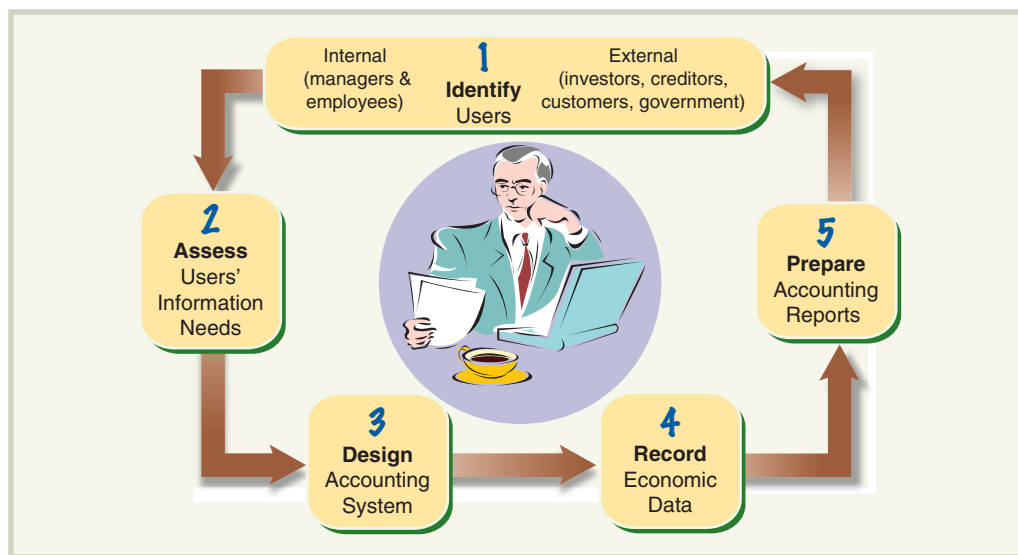 1
Identify
Users
Internal
(managers &
employees)
External
(investors, creditors,
customers, government)
2
Assess
Users’
Information
Needs
3
Design
Accounting
System
4
Record
Economic
Data
5
Prepare
Accounting
Reports